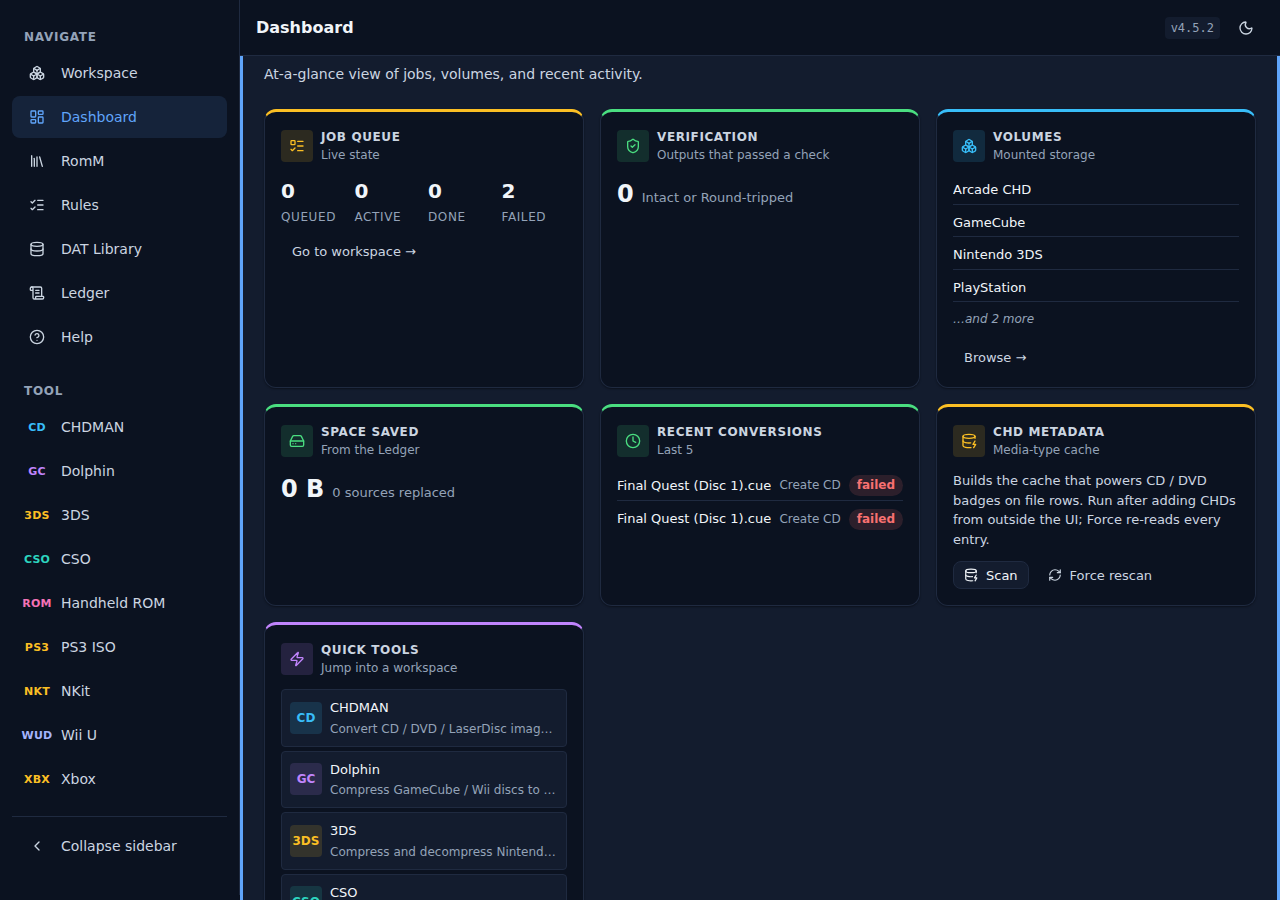 NAVIGATE
Workspace
Dashboard
RomM
Rules
DAT Library
Ledger
Help
TOOL
CD CHDMAN
GC Dolphin
3DS 3DS
CSO CSO
ROM Handheld ROM
PS3 PS3 ISO
NKT NKit
WUD Wii U
XBX Xbox
Collapse sidebar
Dashboard
v4.5.2
At-a-glance view of jobs, volumes, and recent activity.
JOB QUEUE
Live state
0 0 0 2
QUEUED ACTIVE DONE FAILED
Go to workspace →
VERIFICATION
Outputs that passed a check
0 Intact or Round-tripped
VOLUMES
Mounted storage
Arcade CHD
GameCube
Nintendo 3DS
PlayStation
…and 2 more
Browse →
SPACE SAVED
From the Ledger
0 B 0 sources replaced
RECENT CONVERSIONS
Last 5
Final Quest (Disc 1).cue Create CD failed
Final Quest (Disc 1).cue Create CD failed
CHD METADATA
Media-type cache
Builds the cache that powers CD / DVD
badges on file rows. Run after adding CHDs
from outside the UI; Force re-reads every
entry.
Scan Force rescan
QUICK TOOLS
Jump into a workspace
CD CHDMAN
Convert CD / DVD / LaserDisc imag…
GC Dolphin
Compress GameCube / Wii discs to …
3DS 3DS
Compress and decompress Nintend…
CSO CSO